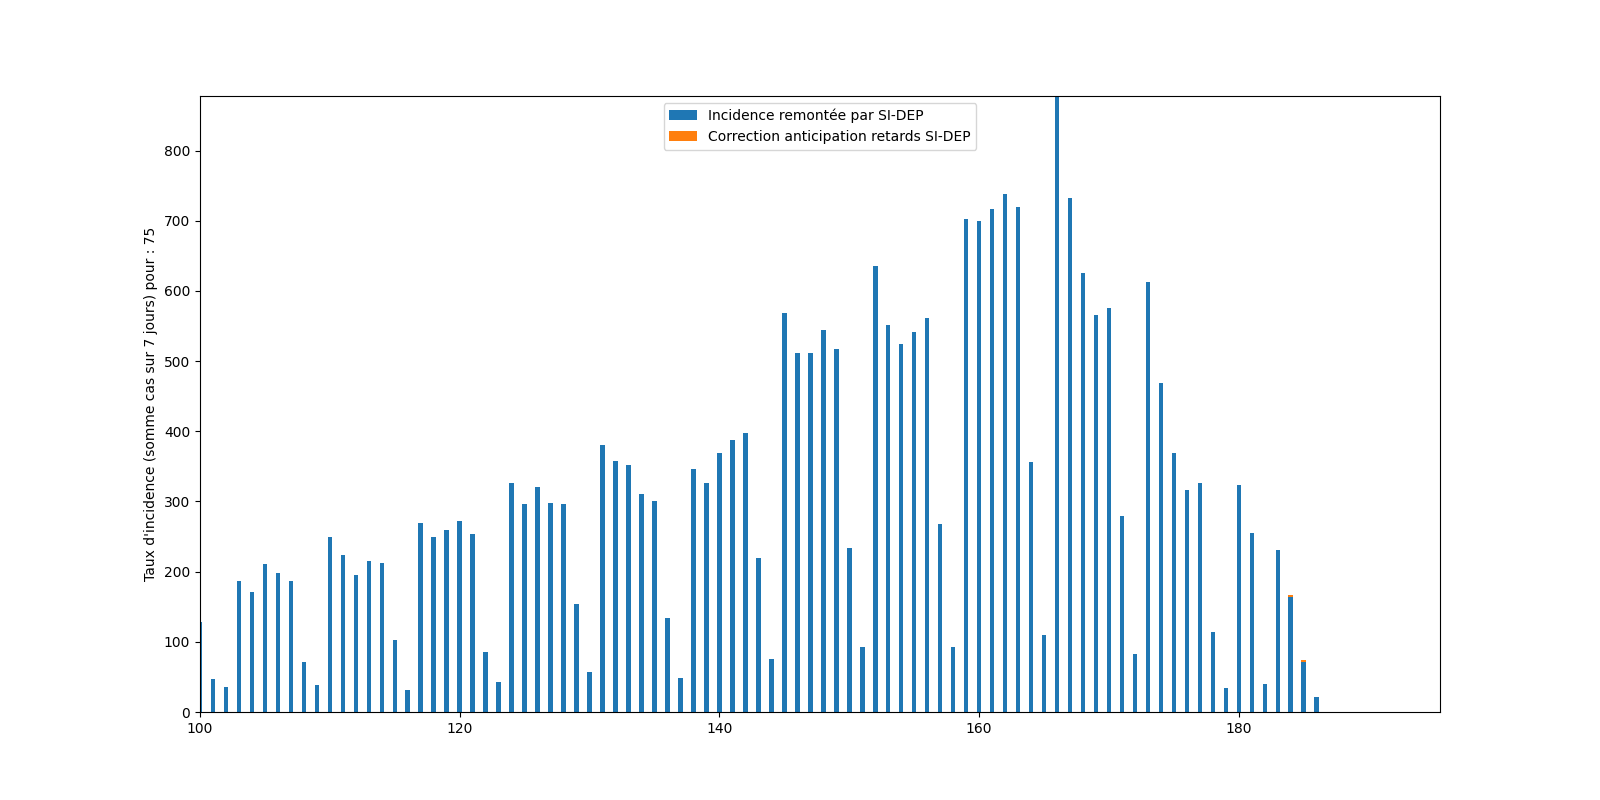 Incidence remontée par SI-DEP
Correction anticipation retards SI-DEP
Taux d'incidence (somme cas sur 7 jours) pour : 75
800
700
600
500
400
300
200
100
0
100 120 140 160 180